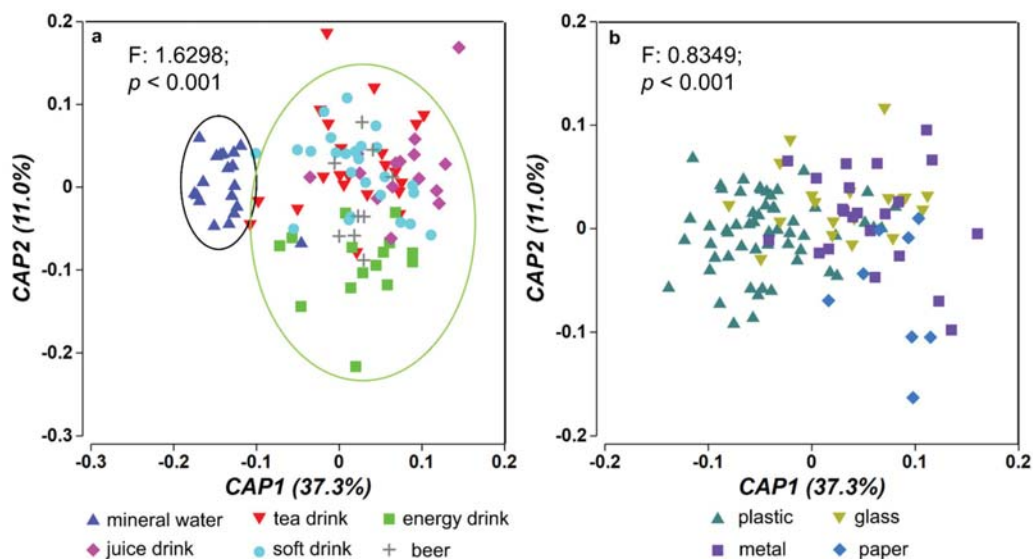 a
F: 1.6298;
p < 0.001
0.2
0.1
0
-0.1
-0.2
-0.3
-0.3 -0.2 -0.1 0 0.1 0.2
CAP2 (11.0%)
CAP1 (37.3%)
mineral water tea drink energy drink
juice drink soft drink beer
b
F: 0.8349;
p < 0.001
0.2
0.1
0
-0.1
-0.2
-0.2 -0.1 0 0.1 0.2
CAP2 (11.0%)
CAP1 (37.3%)
plastic glass
metal paper